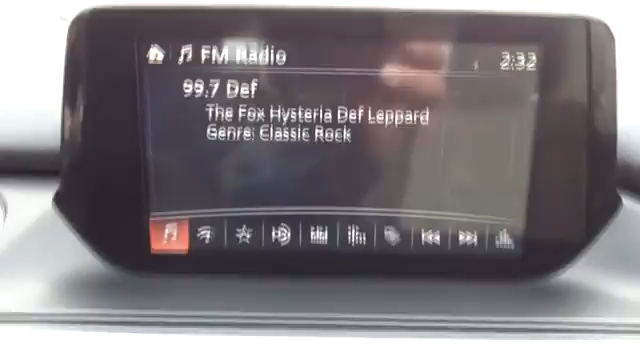 FM Radio
2:32
99.7 Def
The Fox Hysteria Def Leppard
Genre: Classic Rock